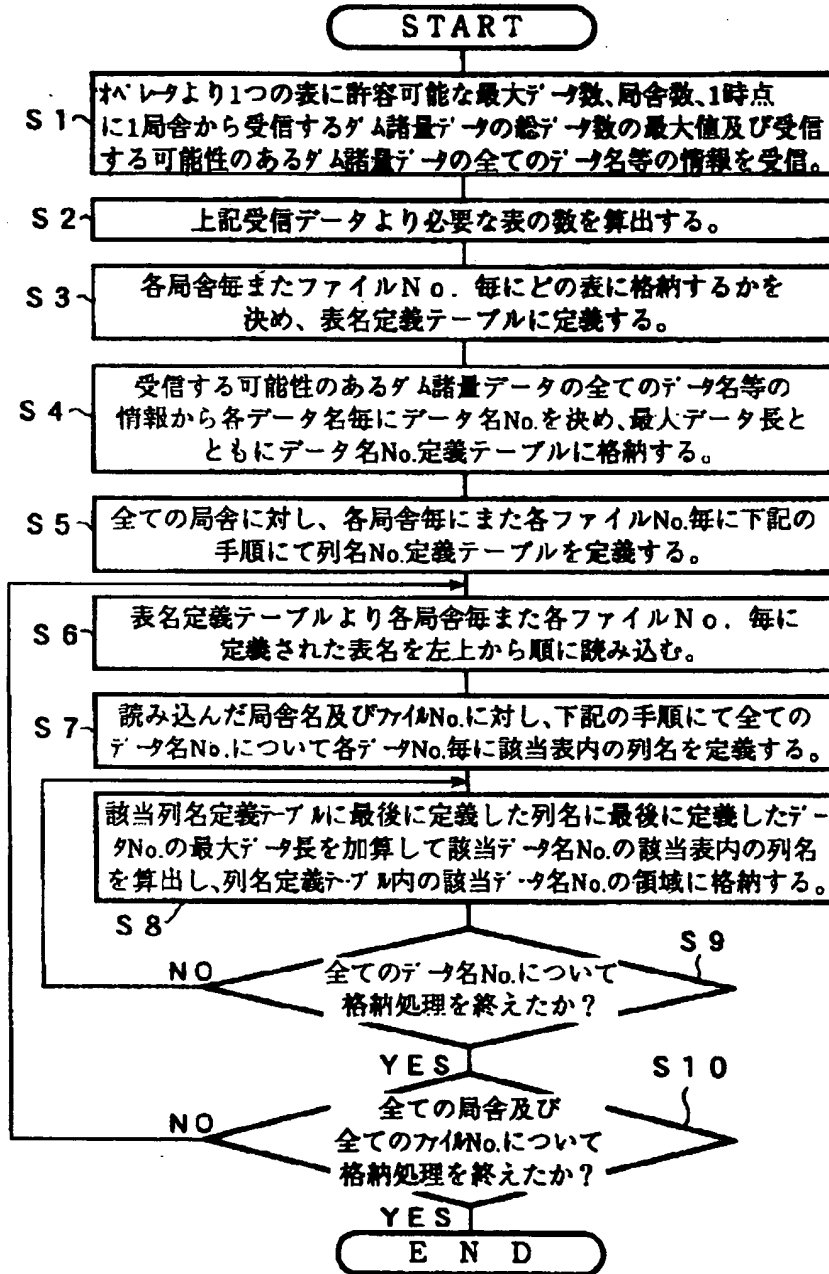 START
S1
オペレータより1つの表に許容可能な最大データ数、局舎数、1時点
に1局舎から受信するダム諸量データの総データ数の最大値及び受信
する可能性のあるダム諸量データの全てのデータ名等の情報を受信。
S2
上記受信データより必要な表の数を算出する。
S3
各局舎毎またファイルNo.毎にどの表に格納するかを
決め、表名定義テーブルに定義する。
S4
受信する可能性のあるダム諸量データの全てのデータ名等の
情報から各データ名毎にデータ名No.を決め、最大データ長と
ともにデータ名No.定義テーブルに格納する。
S5
全ての局舎に対し、各局舎毎にまた各ファイルNo.毎に下記の
手順にて列名No.定義テーブルを定義する。
S6
表名定義テーブルより各局舎毎また各ファイルNo.毎に
定義された表名を左上から順に読み込む。
S7
読み込んだ局舎名及びファイルNo.に対し、下記の手順にて全ての
データ名No.について各データNo.毎に該当表内の列名を定義する。
該当列名定義テーブルに最後に定義した列名に最後に定義したデー
タNo.の最大データ長を加算して該当データ名No.の該当表内の列名
を算出し、列名定義テーブル内の該当データ名No.の領域に格納する。
S8
S9
NO
全てのデータ名No.について
格納処理を終えたか?
YES
S10
NO
全ての局舎及び
全てのファイルNo.について
格納処理を終えたか?
YES
END